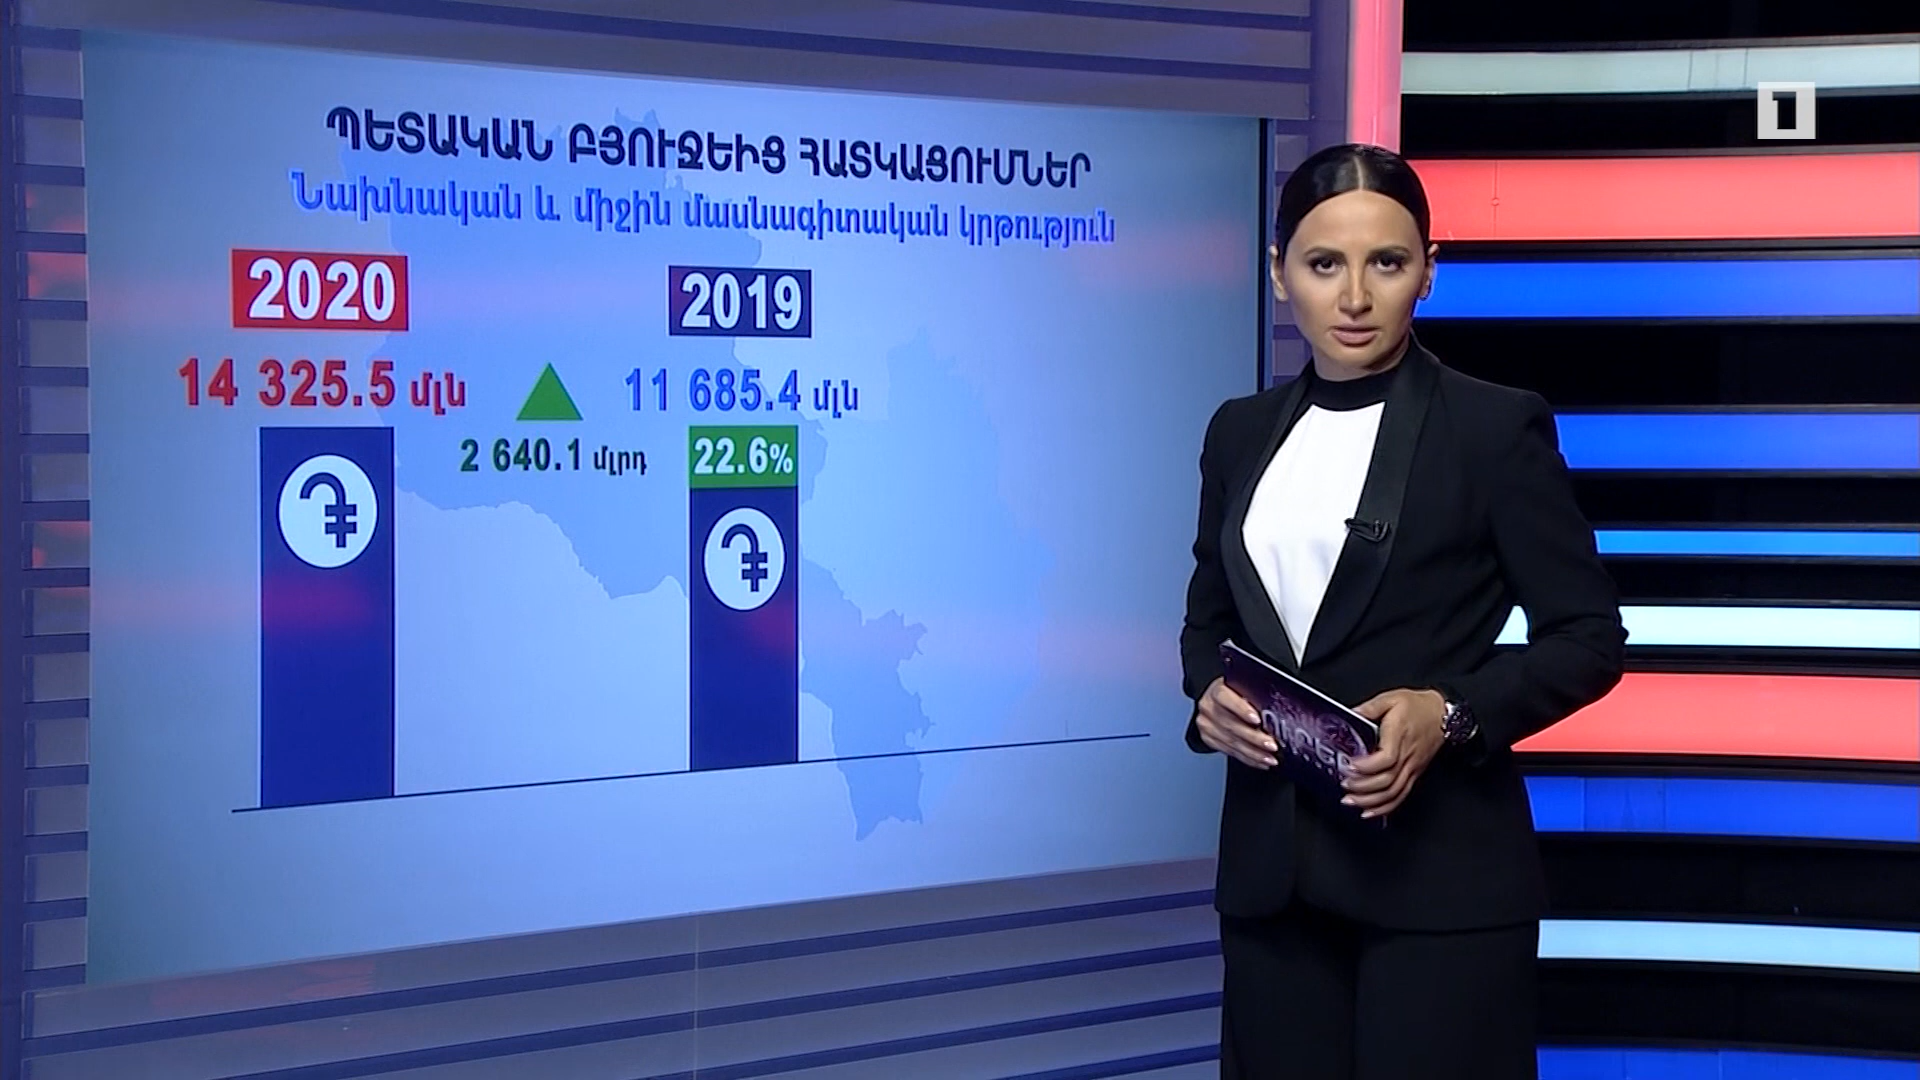 1
ՊԵՏԱԿԱՆ ԲՅՈՒՋԵԻՑ ՀԱՏԿԱՑՈՒՄՆԵՐ
Նախնական և միջին մասնագիտական կրթություն
2020 2019
14 325.5 մլն 11 685.4 մլն
2 640.1 մլրդ 22.6%
ՈՒՐԵՐ